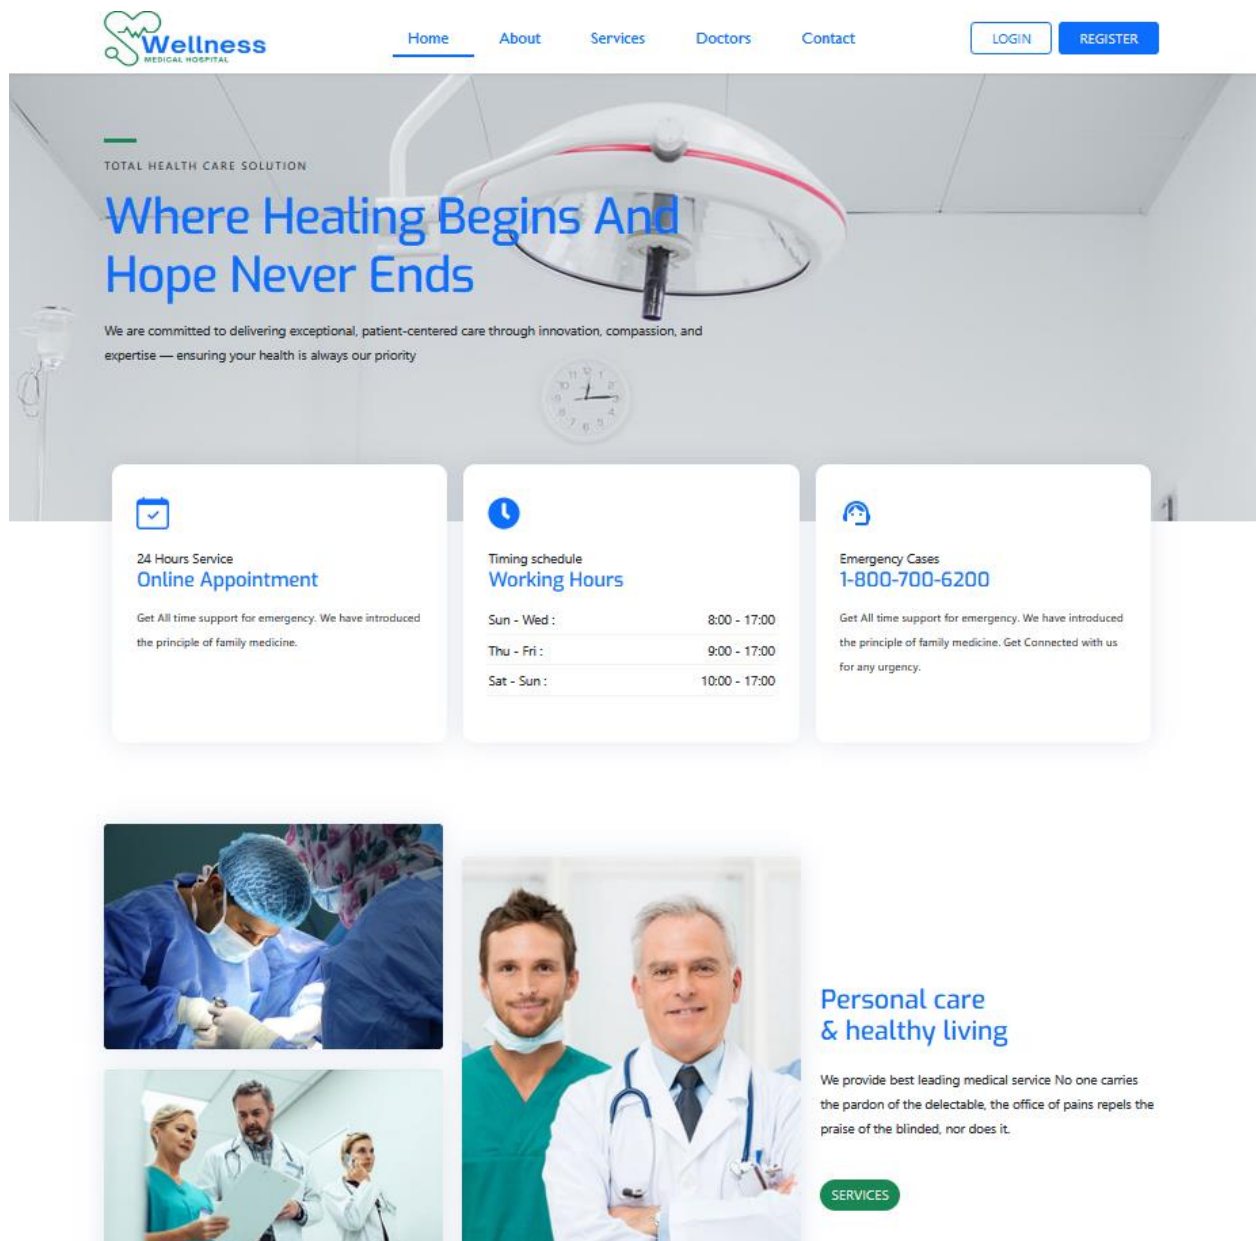 Wellness
MEDICAL HOSPITAL
Home
About
Services
Doctors
Contact
LOGIN
REGISTER
TOTAL HEALTH CARE SOLUTION
Where Healing Begins And
Hope Never Ends
We are committed to delivering exceptional, patient-centered care through innovation, compassion, and
expertise — ensuring your health is always our priority
24 Hours Service
Online Appointment
Get All time support for emergency. We have introduced
the principle of family medicine.
Timing schedule
Working Hours
Sun - Wed : 8:00 - 17:00
Thu - Fri : 9:00 - 17:00
Sat - Sun : 10:00 - 17:00
Emergency Cases
1-800-700-6200
Get All time support for emergency. We have introduced
the principle of family medicine. Get Connected with us
for any urgency.
Personal care
& healthy living
We provide best leading medical service No one carries
the pardon of the delectable, the office of pains repels the
praise of the blinded, nor does it.
SERVICES